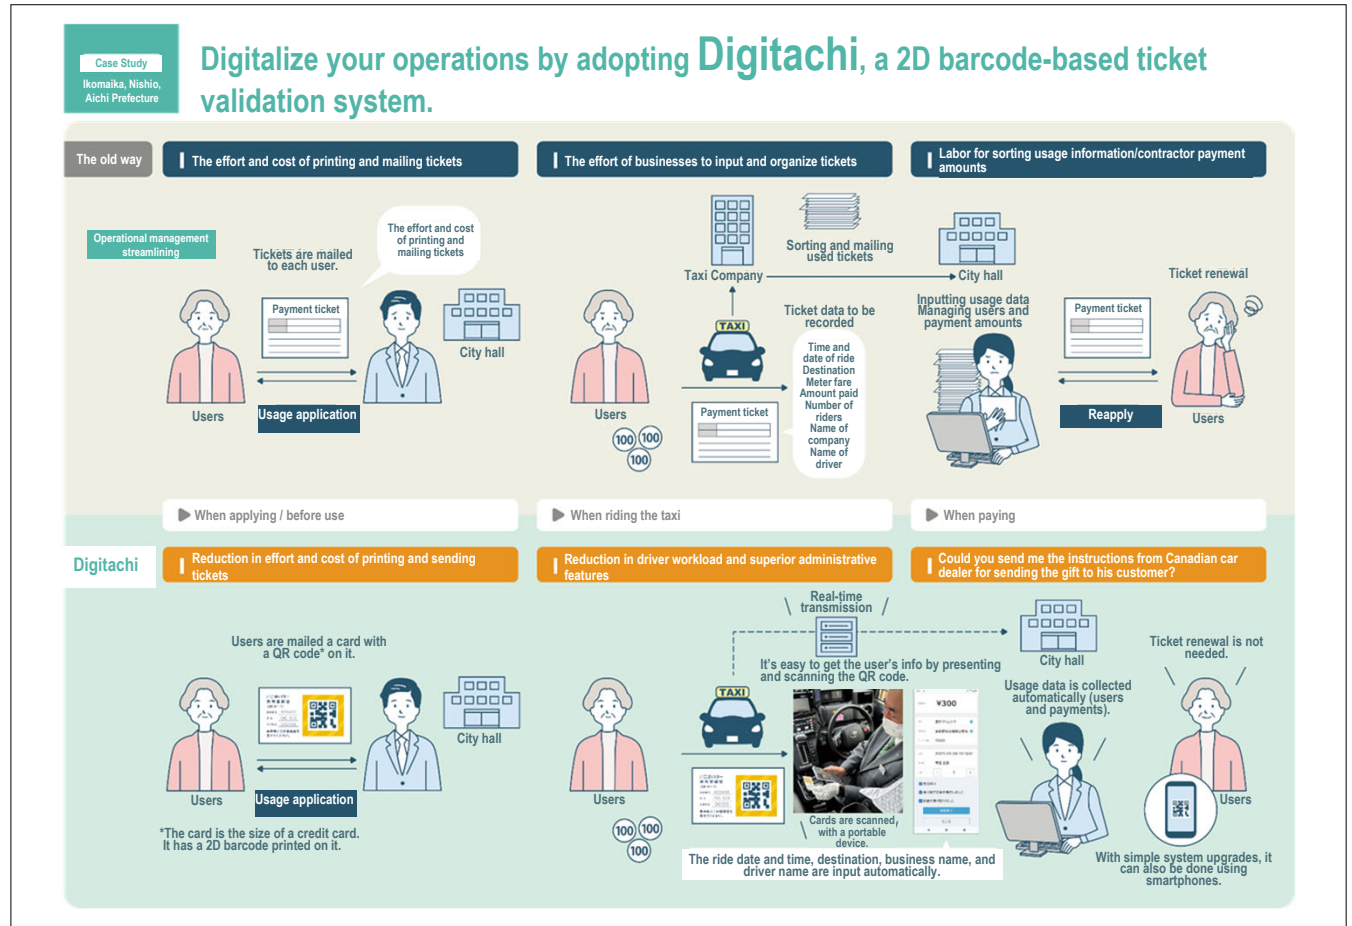 Case Study
Ikomaika, Nishio,
Aichi Prefecture
Digitalize your operations by adopting Digitachi, a 2D barcode-based ticket
validation system.
The old way
The effort and cost of printing and mailing tickets
The effort of businesses to input and organize tickets
Labor for sorting usage information/contractor payment
amounts
Operational management
streamlining
Tickets are mailed
to each user.
The effort and cost
of printing and
mailing tickets
Payment ticket
City hall
Users
Usage application
Taxi Company
Sorting and mailing
used tickets
City hall
TAXI
Ticket data to be
recorded
Time and
date of ride
Destination
Meter fare
Amount paid
Number of
riders
Name of
company
Name of
driver
Users
100 100
100
Payment ticket
Inputting usage data
Managing users and
payment amounts
Ticket renewal
Payment ticket
Reapply
Users
When applying / before use
When riding the taxi
When paying
Digitachi
Reduction in effort and cost of printing and sending
tickets
Reduction in driver workload and superior administrative
features
Could you send me the instructions from Canadian car
dealer for sending the gift to his customer?
Users are mailed a card with
a QR code* on it.
City hall
Users
Usage application
*The card is the size of a credit card.
It has a 2D barcode printed on it.
Real-time
transmission
City hall
It's easy to get the user's info by presenting
and scanning the QR code.
TAXI
Users
100 100
100
¥300
Cards are scanned
with a portable
device.
The ride date and time, destination, business name, and
driver name are input automatically.
Usage data is collected
automatically (users
and payments).
Ticket renewal is not
needed.
Users
With simple system upgrades, it
can also be done using
smartphones.